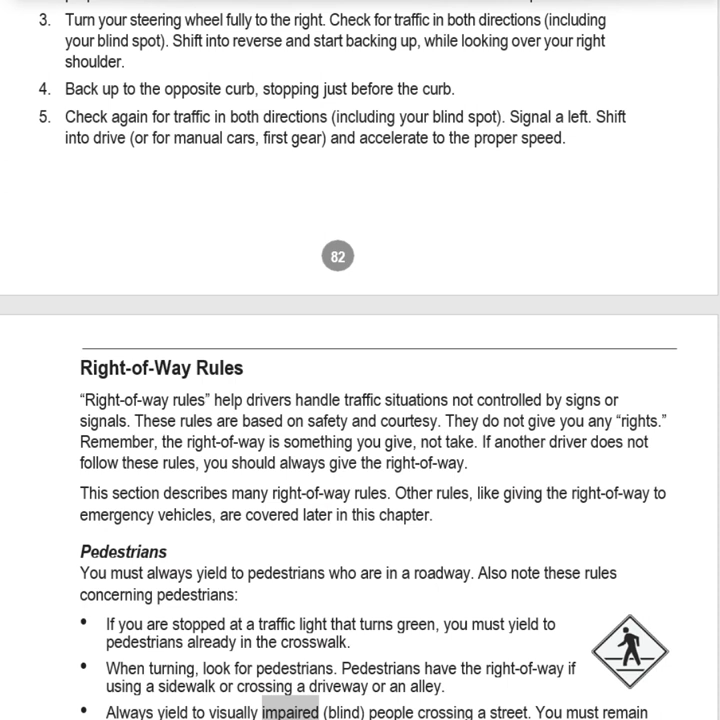 3. Turn your steering wheel fully to the right. Check for traffic in both directions (including
your blind spot). Shift into reverse and start backing up, while looking over your right
shoulder.
4. Back up to the opposite curb, stopping just before the curb.
5. Check again for traffic in both directions (including your blind spot). Signal a left. Shift
into drive (or for manual cars, first gear) and accelerate to the proper speed.
82
Right-of-Way Rules
“Right-of-way rules” help drivers handle traffic situations not controlled by signs or
signals. These rules are based on safety and courtesy. They do not give you any “rights.”
Remember, the right-of-way is something you give, not take. If another driver does not
follow these rules, you should always give the right-of-way.
This section describes many right-of-way rules. Other rules, like giving the right-of-way to
emergency vehicles, are covered later in this chapter.
Pedestrians
You must always yield to pedestrians who are in a roadway. Also note these rules
concerning pedestrians:
• If you are stopped at a traffic light that turns green, you must yield to
pedestrians already in the crosswalk.
• When turning, look for pedestrians. Pedestrians have the right-of-way if
using a sidewalk or crossing a driveway or an alley.
• Always yield to visually impaired (blind) people crossing a street. You must remain